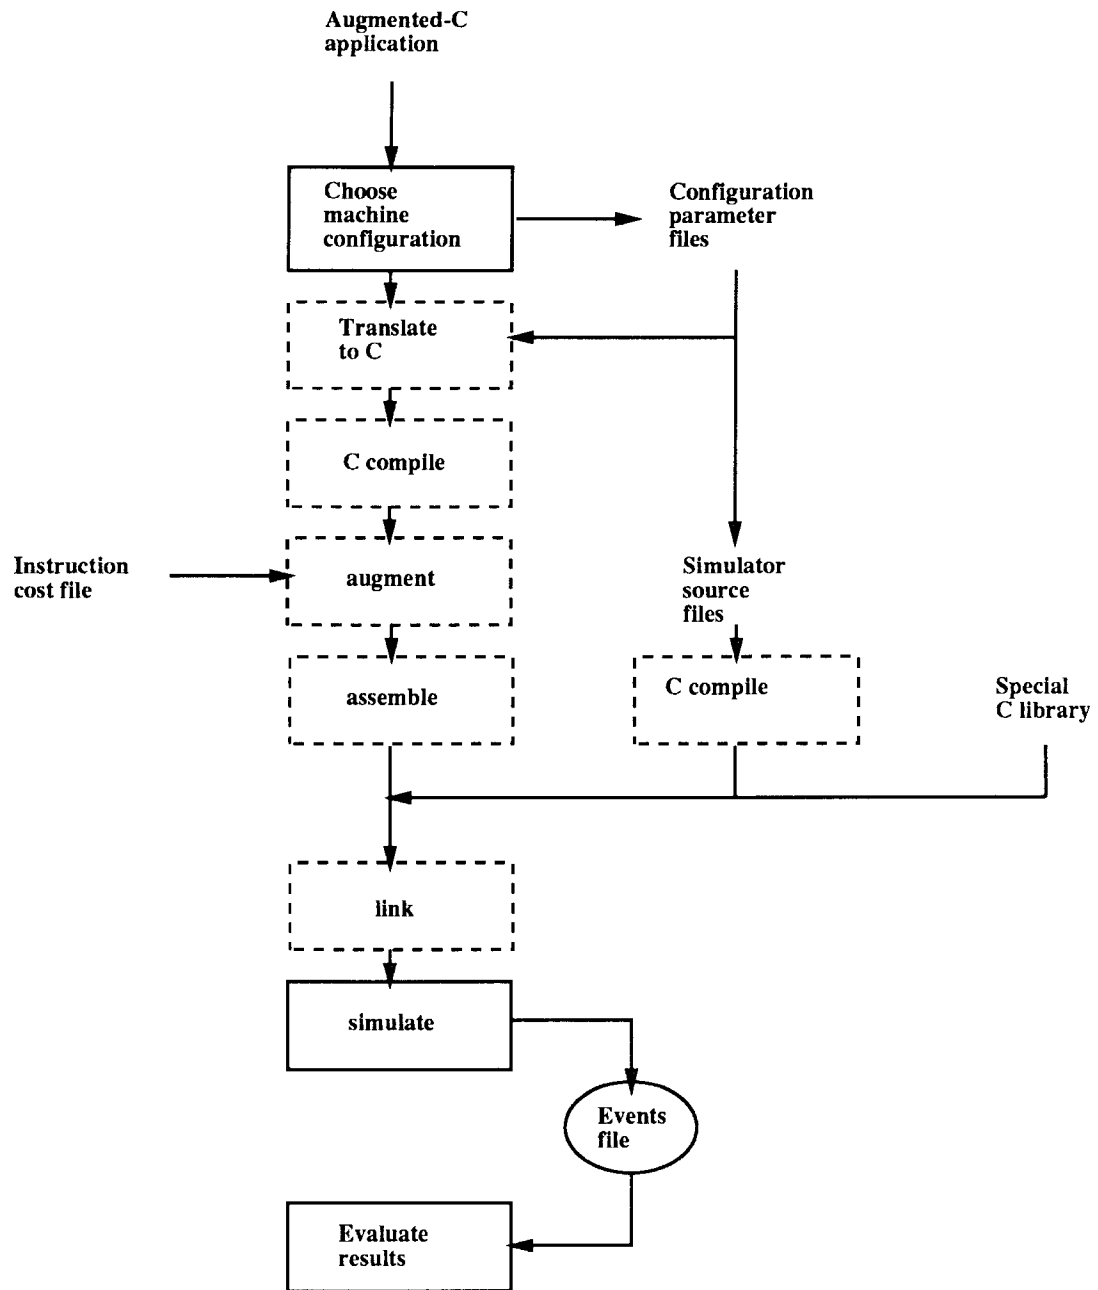 Augmented-C
application
Choose
machine
configuration
Configuration
parameter
files
Translate
to C
C compile
Instruction
cost file
augment
Simulator
source
files
assemble
C compile
Special
C library
link
simulate
Events
file
Evaluate
results